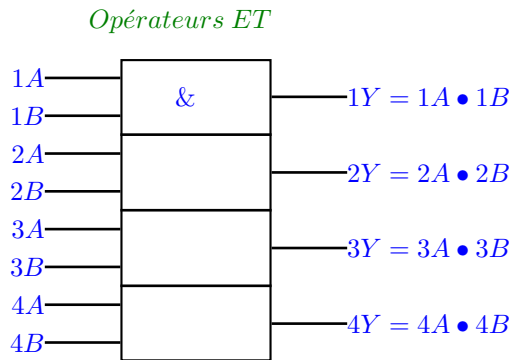 Opérateurs ET
1A
&
1Y = 1A • 1B
1B
2A
2Y = 2A • 2B
2B
3A
3Y = 3A • 3B
3B
4A
4Y = 4A • 4B
4B